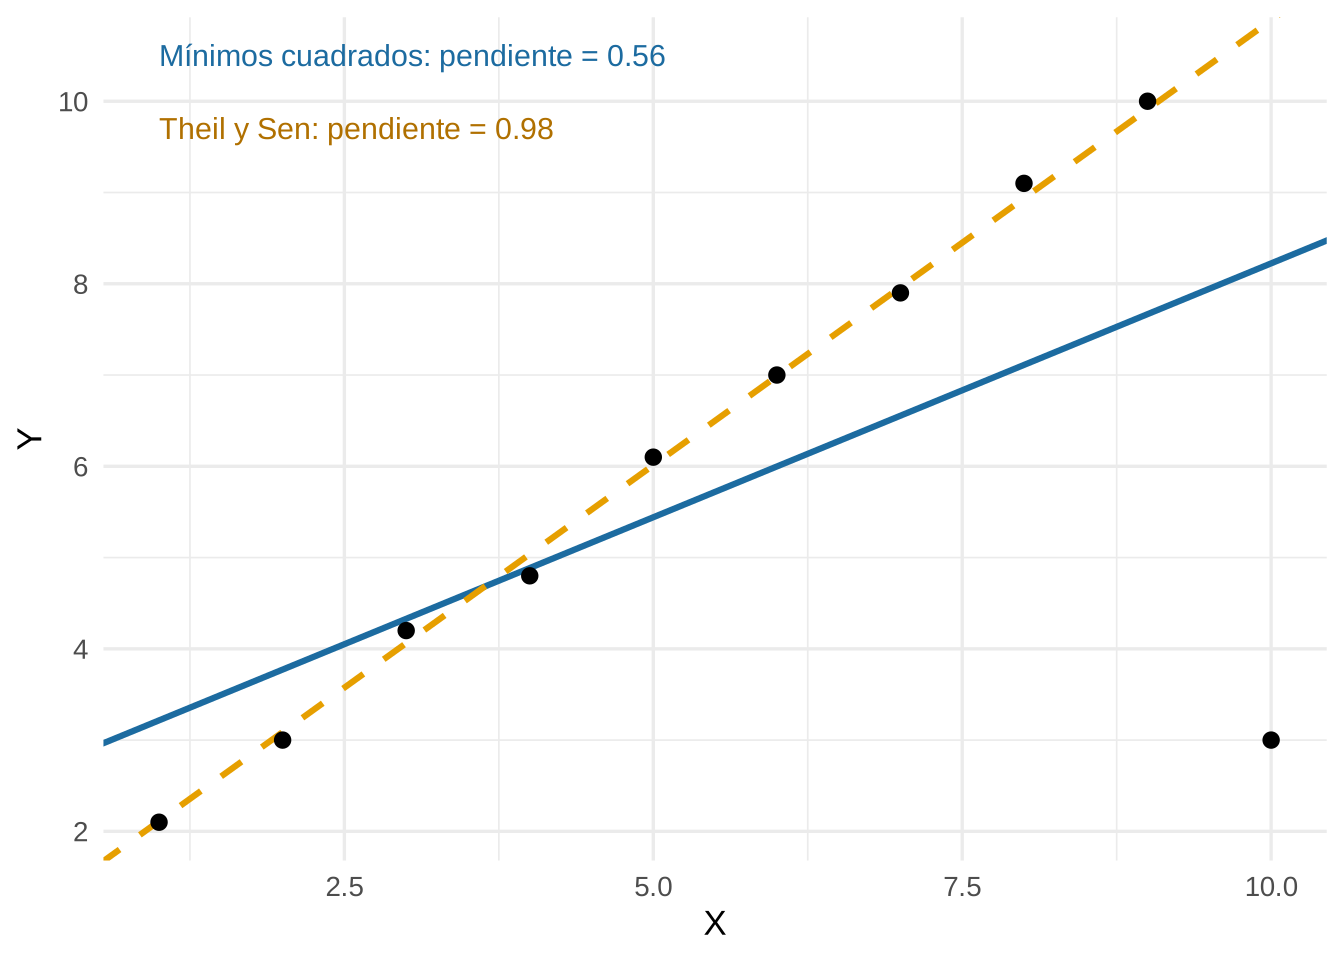 Mínimos cuadrados: pendiente = 0.56
Theil y Sen: pendiente = 0.98
10
8
6
4
2
Y
2.5 5.0 7.5 10.0
X